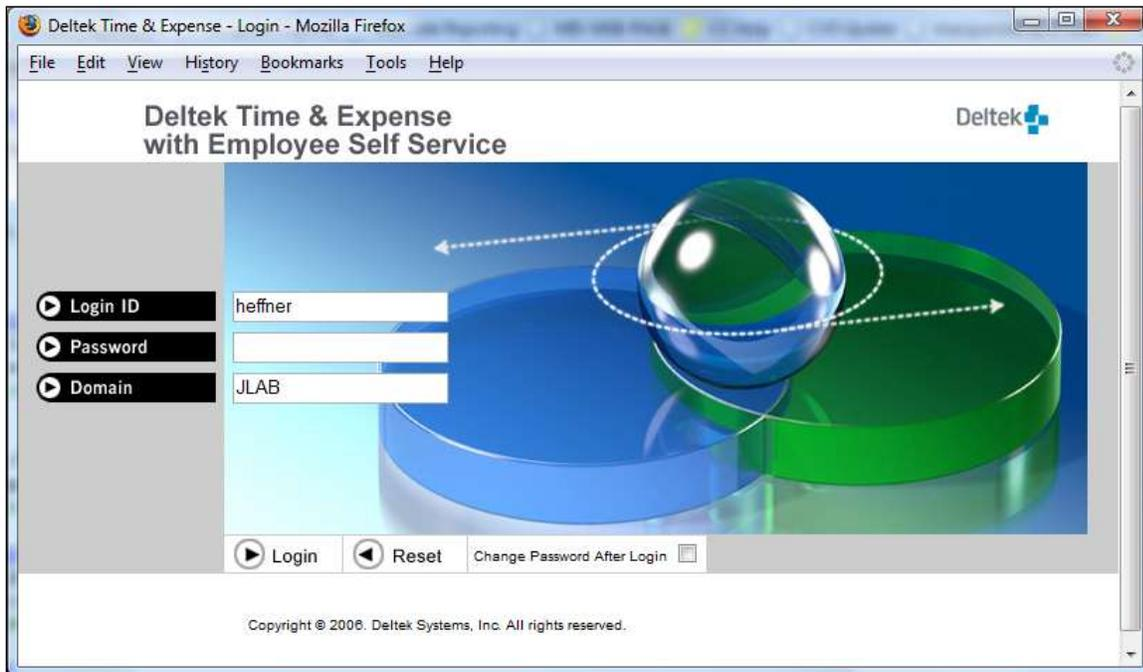 Deltek Time & Expense - Login - Mozilla Firefox
File Edit View History Bookmarks Tools Help
Deltek Time & Expense
with Employee Self Service
Deltek
Login ID
heffner
Password
Domain
JLAB
Login
Reset
Change Password After Login
Copyright © 2006. Deltek Systems, Inc. All rights reserved.